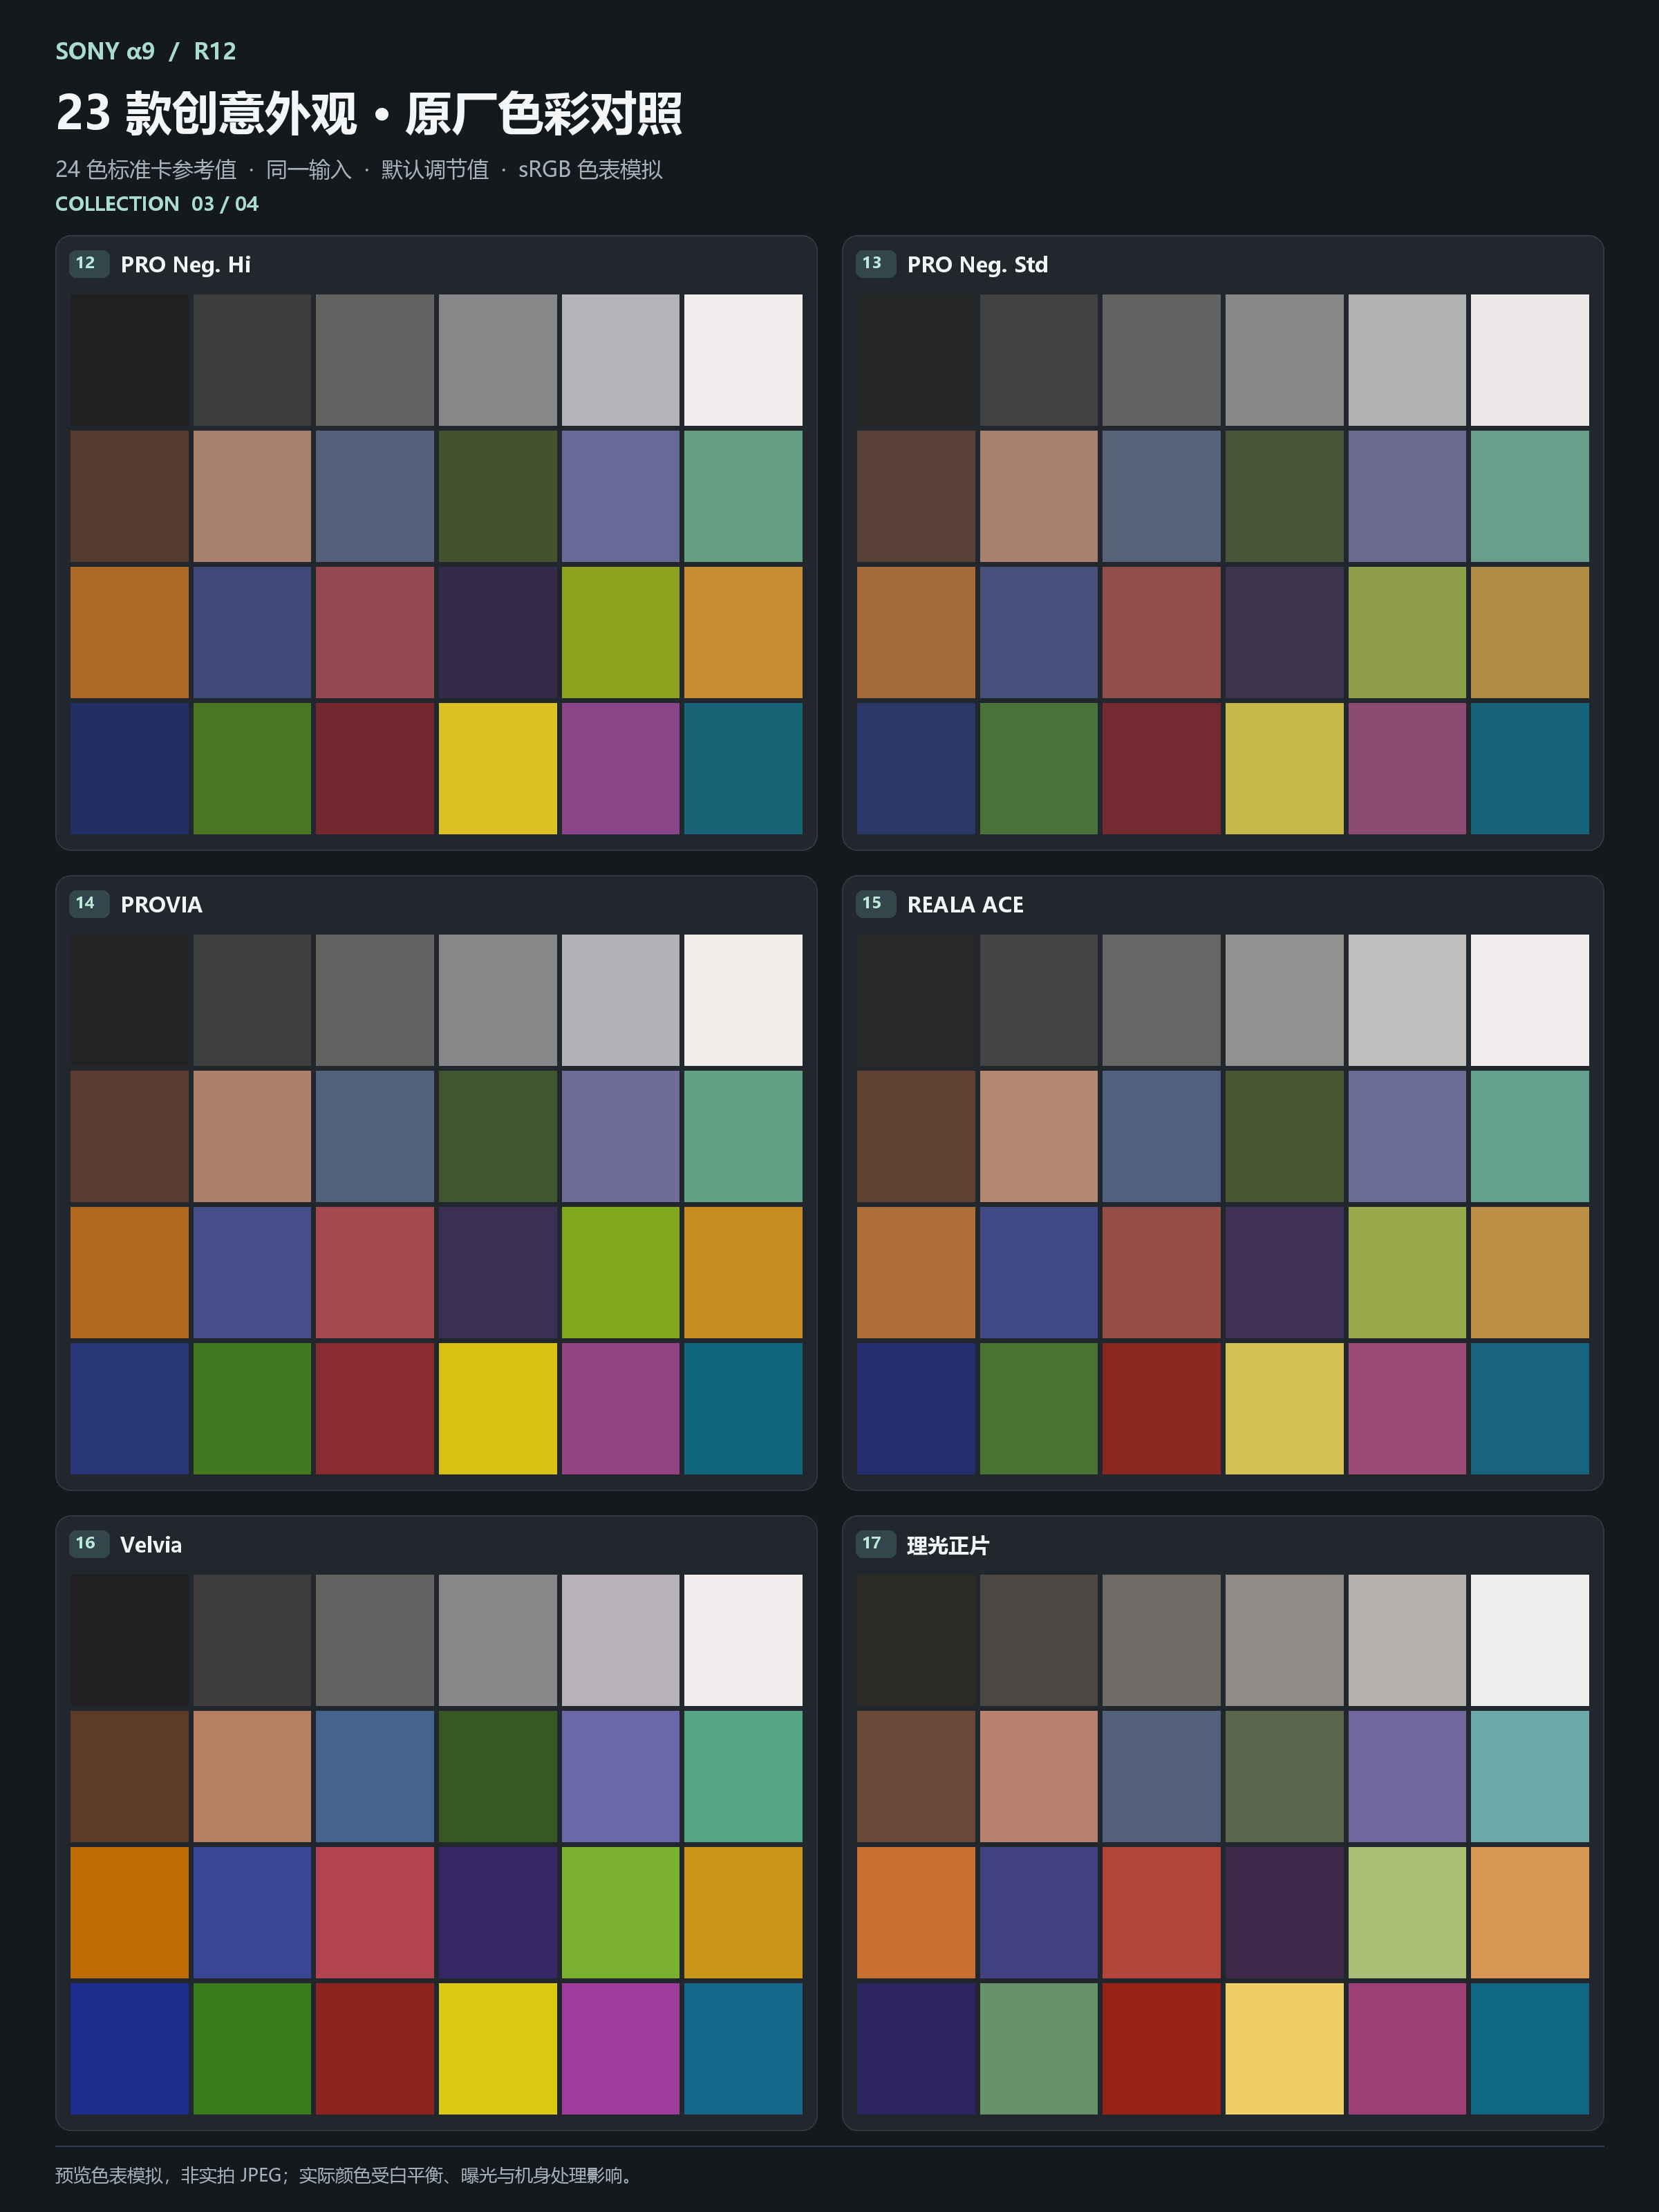 SONY α9 / R12
23 款创意外观 · 原厂色彩对照
24 色标准卡参考值 · 同一输入 · 默认调节值 · sRGB 色表模拟
COLLECTION 03 / 04
12 PRO Neg. Hi
13 PRO Neg. Std
14 PROVIA
15 REALA ACE
16 Velvia
17 理光正片
预览色表模拟，非实拍 JPEG；实际颜色受白平衡、曝光与机身处理影响。